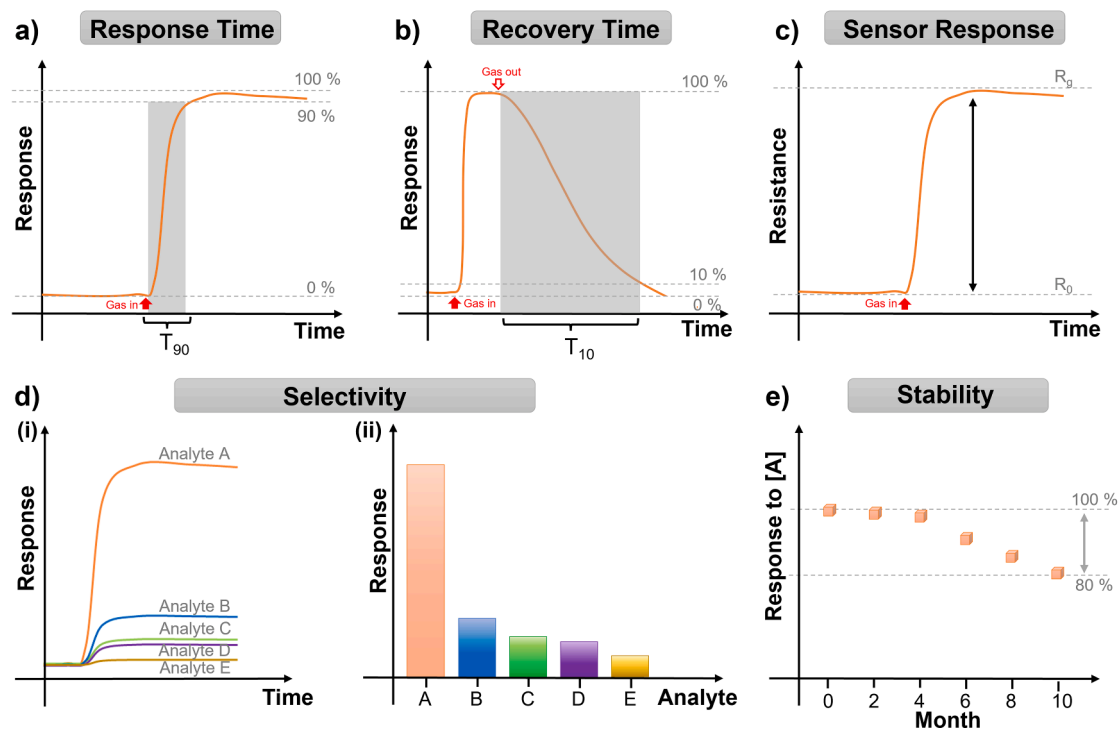 a)
Response Time
100 %
90 %
Response
0 %
Gas in
Time
T90
b)
Recovery Time
Gas out
100 %
Response
10 %
0 %
Gas in
Time
T10
c)
Sensor Response
Rg
Resistance
R0
Gas in
Time
d)
Selectivity
(i)
Analyte A
Response
Analyte B
Analyte C
Analyte D
Analyte E
Time
(ii)
Response
A B C D E
Analyte
e)
Stability
Response to [A]
100 %
80 %
0 2 4 6 8 10
Month